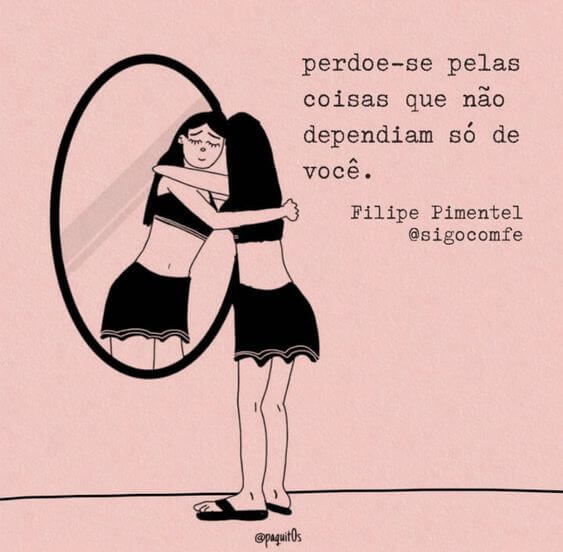 perdoe-se pelas
coisas que não
dependiam só de
você.
Filipe Pimentel
@sigocomfe
@paquit0s